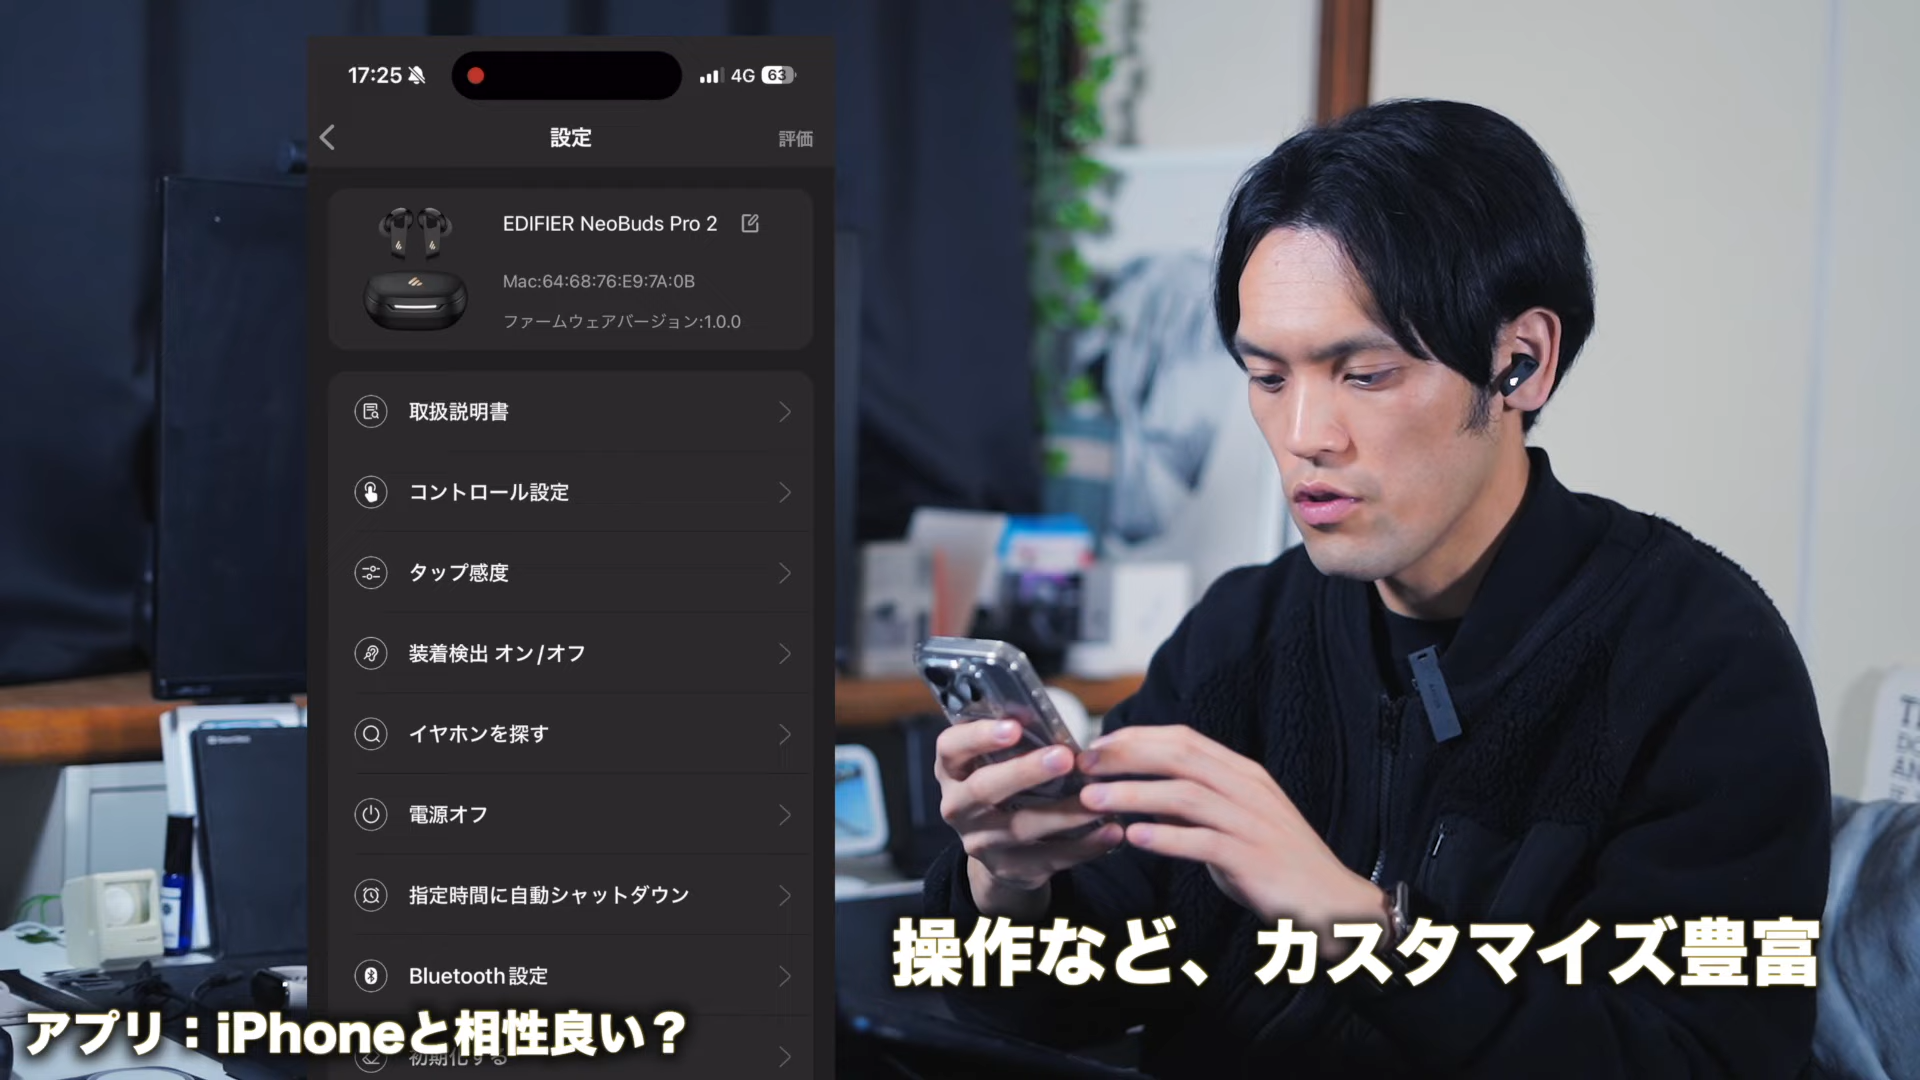 17:25
4G
63
設定
評価
EDIFIER NeoBuds Pro 2
Mac:64:68:76:E9:7A:0B
ファームウェアバージョン:1.0.0
取扱説明書
コントロール設定
タップ感度
装着検出 オン/オフ
イヤホンを探す
電源オフ
指定時間に自動シャットダウン
Bluetooth設定
初期化する
操作など、カスタマイズ豊富
アプリ：iPhoneと相性良い？